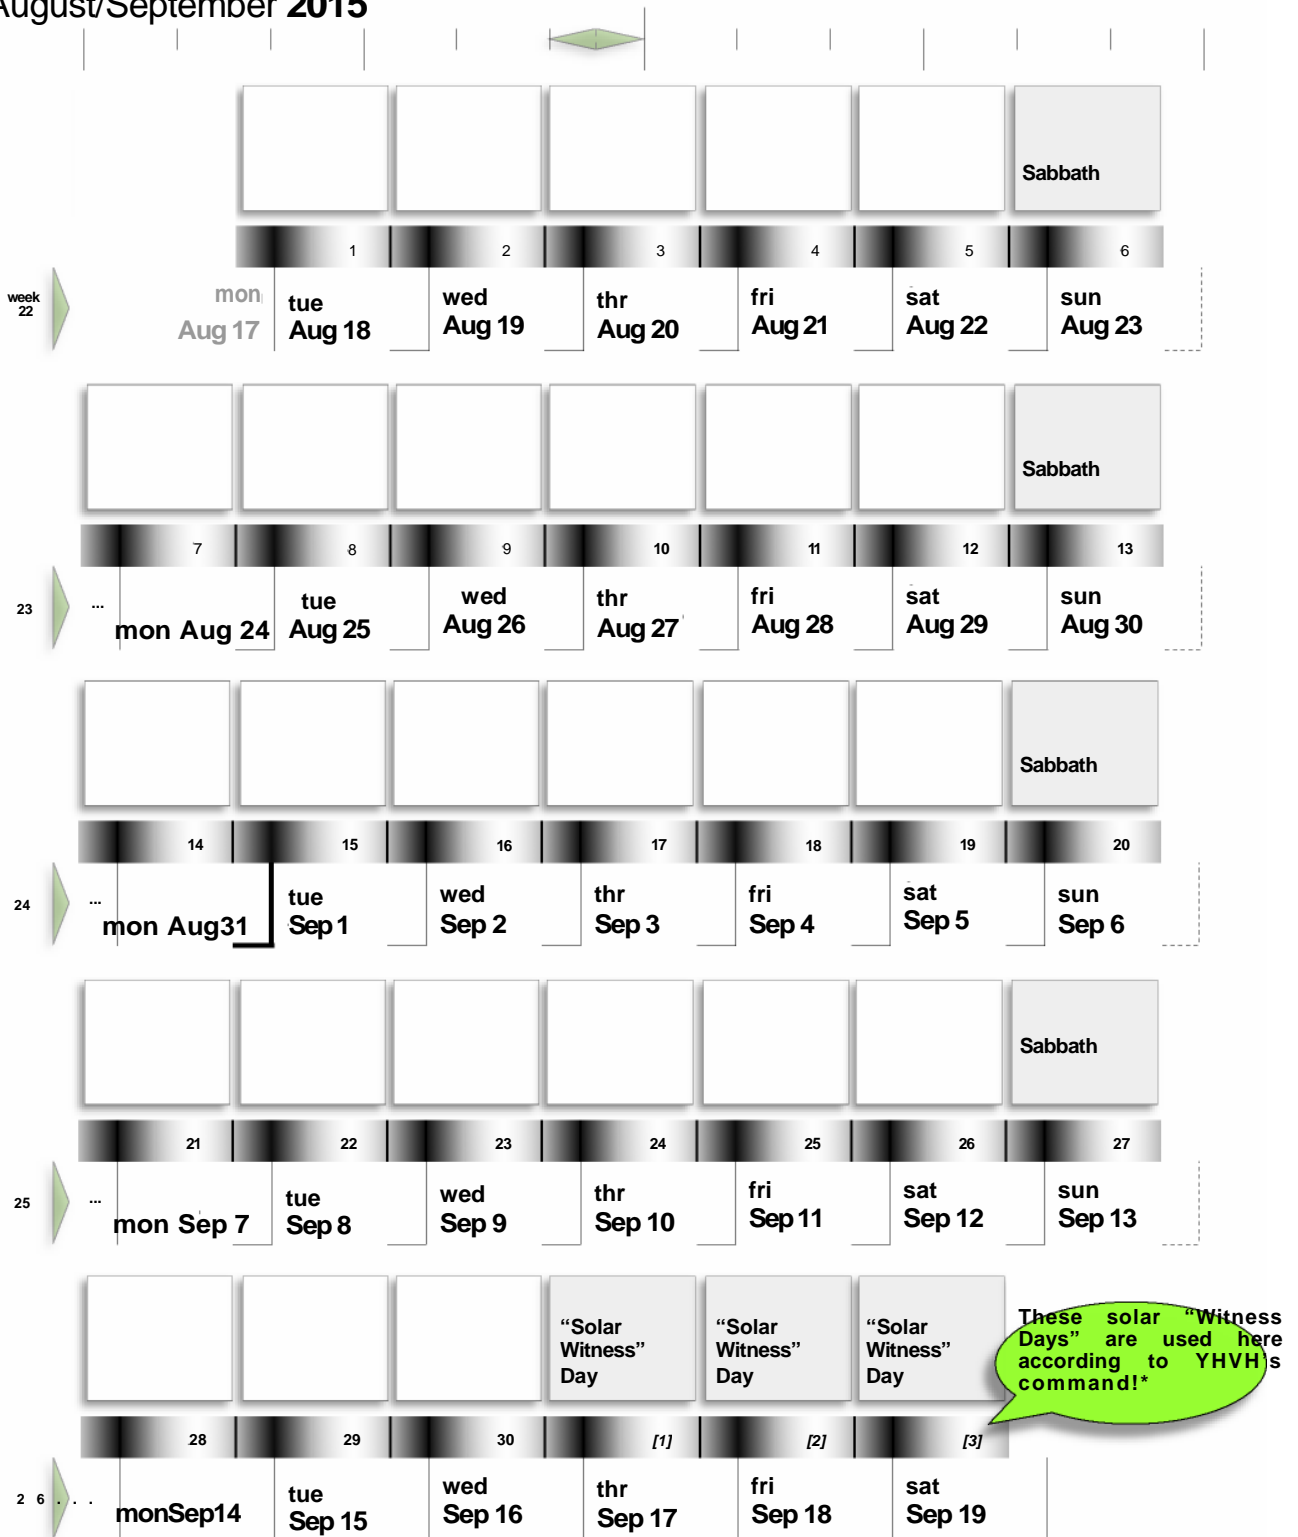 August/September 2015
Sabbath
1 2 3 4 5 6
week
22
mon tue wed thr fri sat sun
Aug 17 Aug 18 Aug 19 Aug 20 Aug 21 Aug 22 Aug 23
Sabbath
7 8 9 10 11 12 13
23
...
tue wed thr fri sat sun
mon Aug 24 Aug 25 Aug 26 Aug 27 Aug 28 Aug 29 Aug 30
Sabbath
14 15 16 17 18 19 20
24
...
tue wed thr fri sat sun
mon Aug31 Sep 1 Sep 2 Sep 3 Sep 4 Sep 5 Sep 6
Sabbath
21 22 23 24 25 26 27
25
...
tue wed thr fri sat sun
mon Sep 7 Sep 8 Sep 9 Sep 10 Sep 11 Sep 12 Sep 13
“Solar
Witness”
Day
“Solar
Witness”
Day
“Solar
Witness”
Day
These solar “Witness
Days” are used here
according to YHVH's
command!*
28 29 30 [1] [2] [3]
26...
tue wed thr fri sat
monSep14 Sep 15 Sep 16 Sep 17 Sep 18 Sep 19